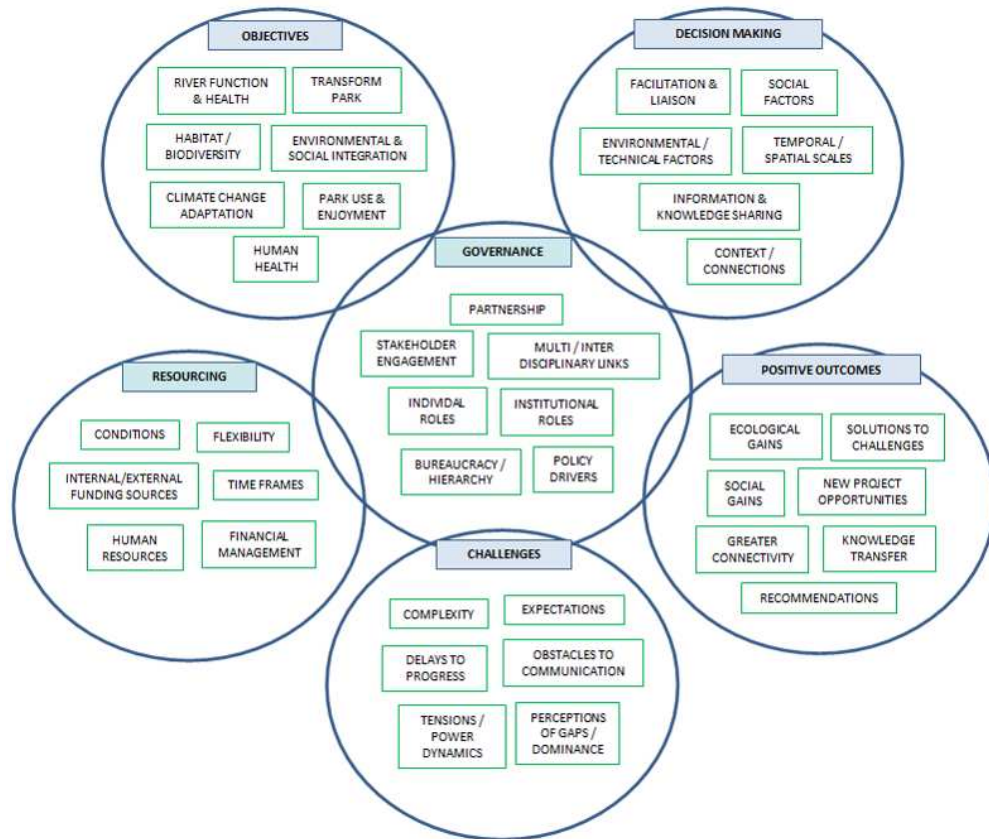 OBJECTIVES
RIVER FUNCTION
& HEALTH
TRANSFORM
PARK
HABITAT /
BIODIVERSITY
ENVIRONMENTAL &
SOCIAL INTEGRATION
CLIMATE CHANGE
ADAPTATION
PARK USE &
ENJOYMENT
HUMAN
HEALTH
DECISION MAKING
FACILITATION &
LIAISON
SOCIAL
FACTORS
ENVIRONMENTAL /
TECHNICAL FACTORS
TEMPORAL /
SPATIAL SCALES
INFORMATION &
KNOWLEDGE SHARING
CONTEXT /
CONNECTIONS
GOVERNANCE
PARTNERSHIP
STAKEHOLDER
ENGAGEMENT
MULTI / INTER
DISCIPLINARY LINKS
INDIVIDAL
ROLES
INSTITUTIONAL
ROLES
BUREAUCRACY /
HIERARCHY
POLICY
DRIVERS
RESOURCING
CONDITIONS
FLEXIBILITY
INTERNAL/EXTERNAL
FUNDING SOURCES
TIME FRAMES
HUMAN
RESOURCES
FINANCIAL
MANAGEMENT
POSITIVE OUTCOMES
ECOLOGICAL
GAINS
SOLUTIONS TO
CHALLENGES
SOCIAL
GAINS
NEW PROJECT
OPPORTUNITIES
GREATER
CONNECTIVITY
KNOWLEDGE
TRANSFER
RECOMMENDATIONS
CHALLENGES
COMPLEXITY
EXPECTATIONS
DELAYS TO
PROGRESS
OBSTACLES TO
COMMUNICATION
TENSIONS /
POWER
DYNAMICS
PERCEPTIONS
OF GAPS /
DOMINANCE